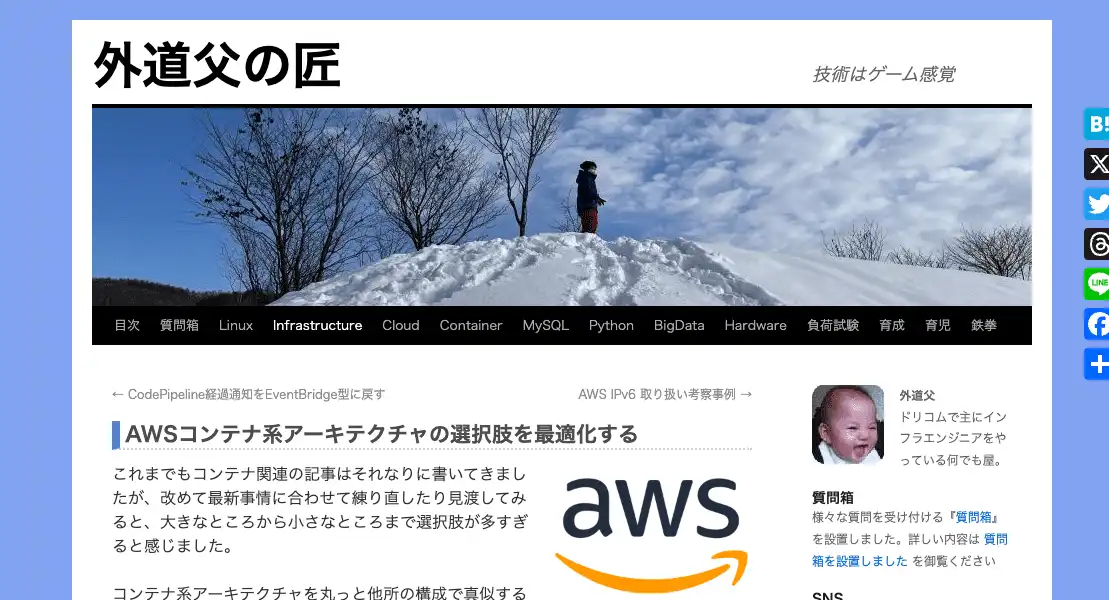 外道父の匠
技術はゲーム感覚
目次 質問箱 Linux Infrastructure Cloud Container MySQL Python BigData Hardware 負荷試験 育成 育児 鉄拳
← CodePipeline経過通知をEventBridge型に戻す
AWS IPv6 取り扱い考察事例 →
AWSコンテナ系アーキテクチャの選択肢を最適化する
これまでもコンテナ関連の記事はそれなりに書いてきまし
たが、改めて最新事情に合わせて練り直したり見渡してみ
ると、大きなところから小さなところまで選択肢が多すぎ
ると感じました。
コンテナ系アーキテクチャを丸っと他所の構成で真似する
aws
外道父
ドリコムで主にイン
フラエンジニアをや
っている何でも屋。
質問箱
様々な質問を受け付ける『質問箱』
を設置しました。詳しい内容は 質問
箱を設置しました を御覧ください
SNS
B!
LINE